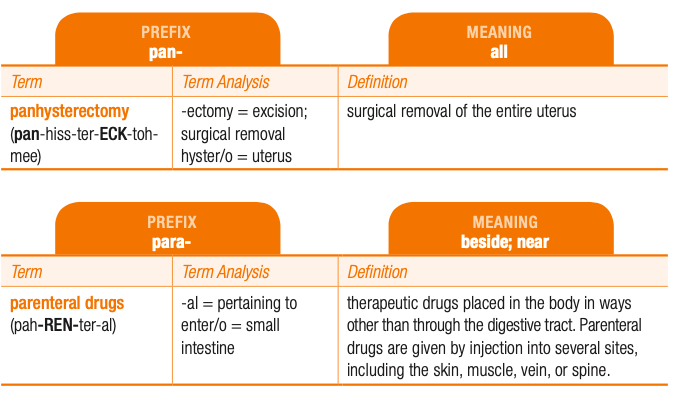 PREFIX
pan-
MEANING
all
Term
Term Analysis
Definition
panhysterectomy
(pan-hiss-ter-ECK-toh-
mee)
-ectomy = excision;
surgical removal
hyster/o = uterus
surgical removal of the entire uterus
PREFIX
para-
MEANING
beside; near
Term
Term Analysis
Definition
parenteral drugs
(pah-REN-ter-al)
-al = pertaining to
enter/o = small
intestine
therapeutic drugs placed in the body in ways
other than through the digestive tract. Parenteral
drugs are given by injection into several sites,
including the skin, muscle, vein, or spine.